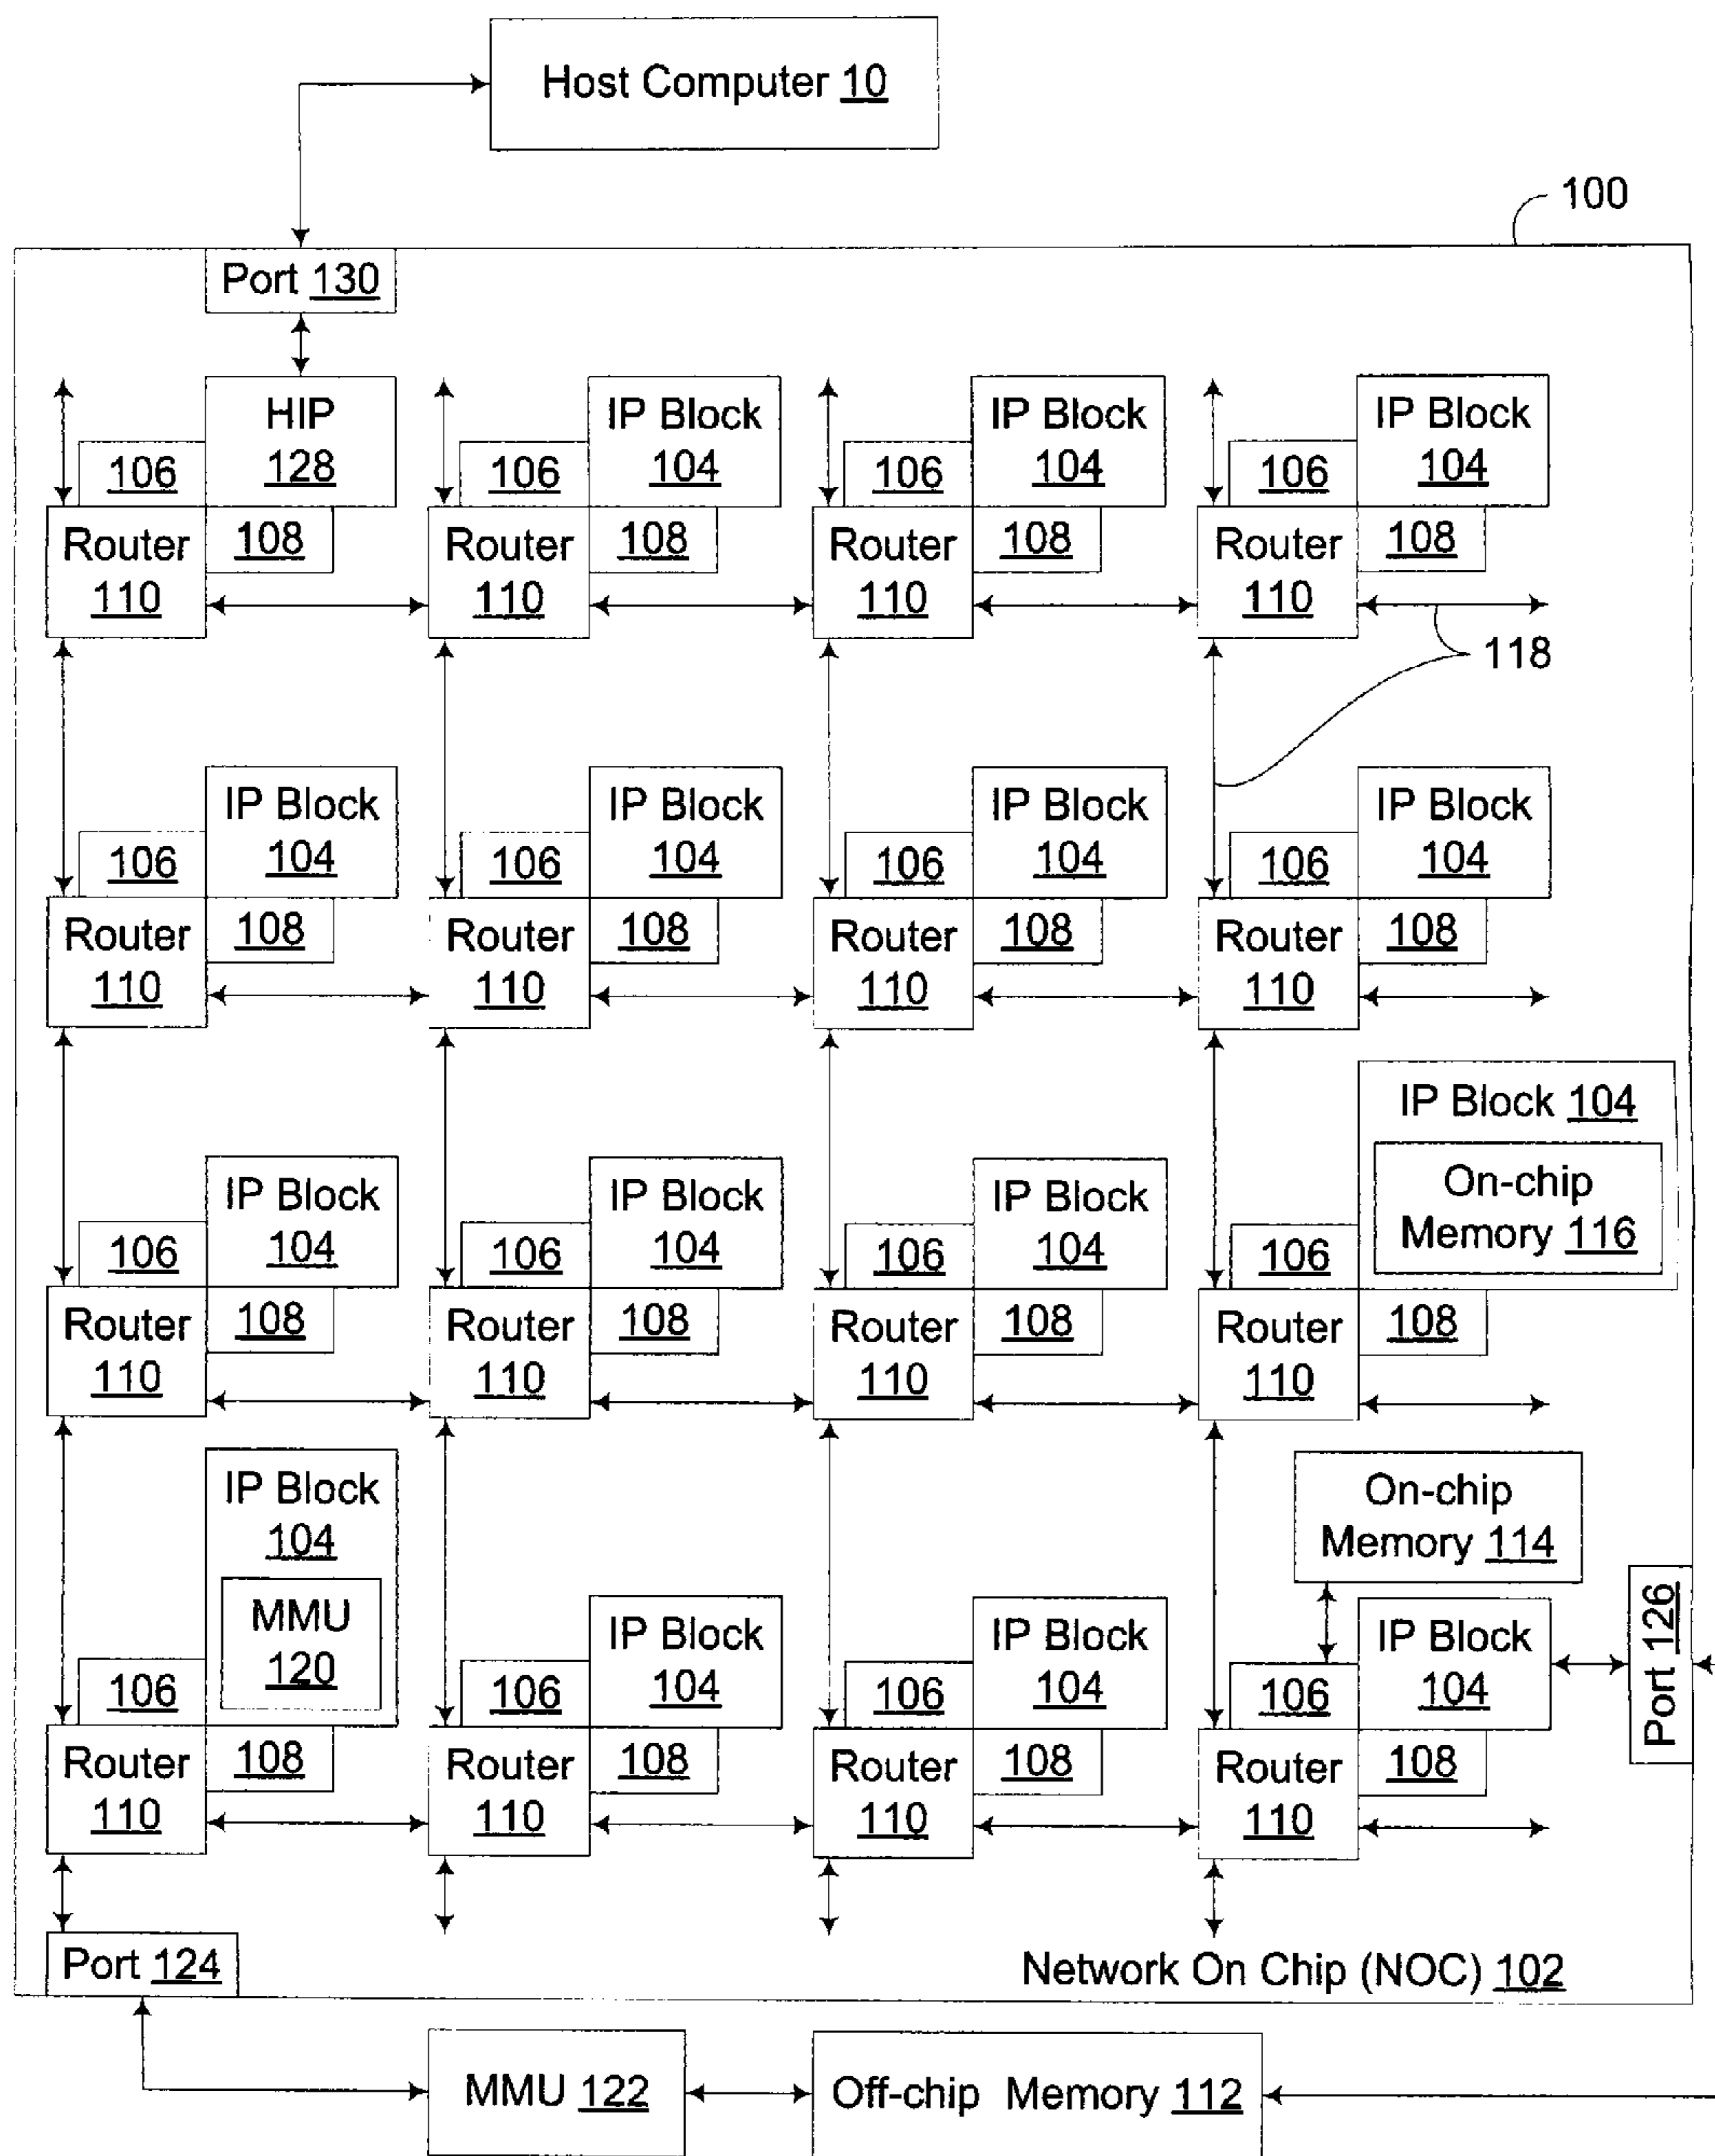 Host Computer 10
100
Port 130
HIP
128
IP Block
104
IP Block
104
IP Block
104
106
106
106
106
Router
110
108
Router
110
108
Router
110
108
Router
110
108
118
IP Block
104
IP Block
104
IP Block
104
IP Block
104
106
106
106
106
Router
110
108
Router
110
108
Router
110
108
Router
110
108
IP Block
104
IP Block
104
IP Block
104
IP Block 104
On-chip
Memory 116
106
106
106
106
Router
110
108
Router
110
108
Router
110
108
Router
110
108
IP Block
104
MMU
120
IP Block
104
IP Block
104
On-chip
Memory 114
IP Block
104
Port 126
106
106
106
106
Router
110
108
Router
110
108
Router
110
108
Router
110
108
Port 124
Network On Chip (NOC) 102
MMU 122
Off-chip Memory 112